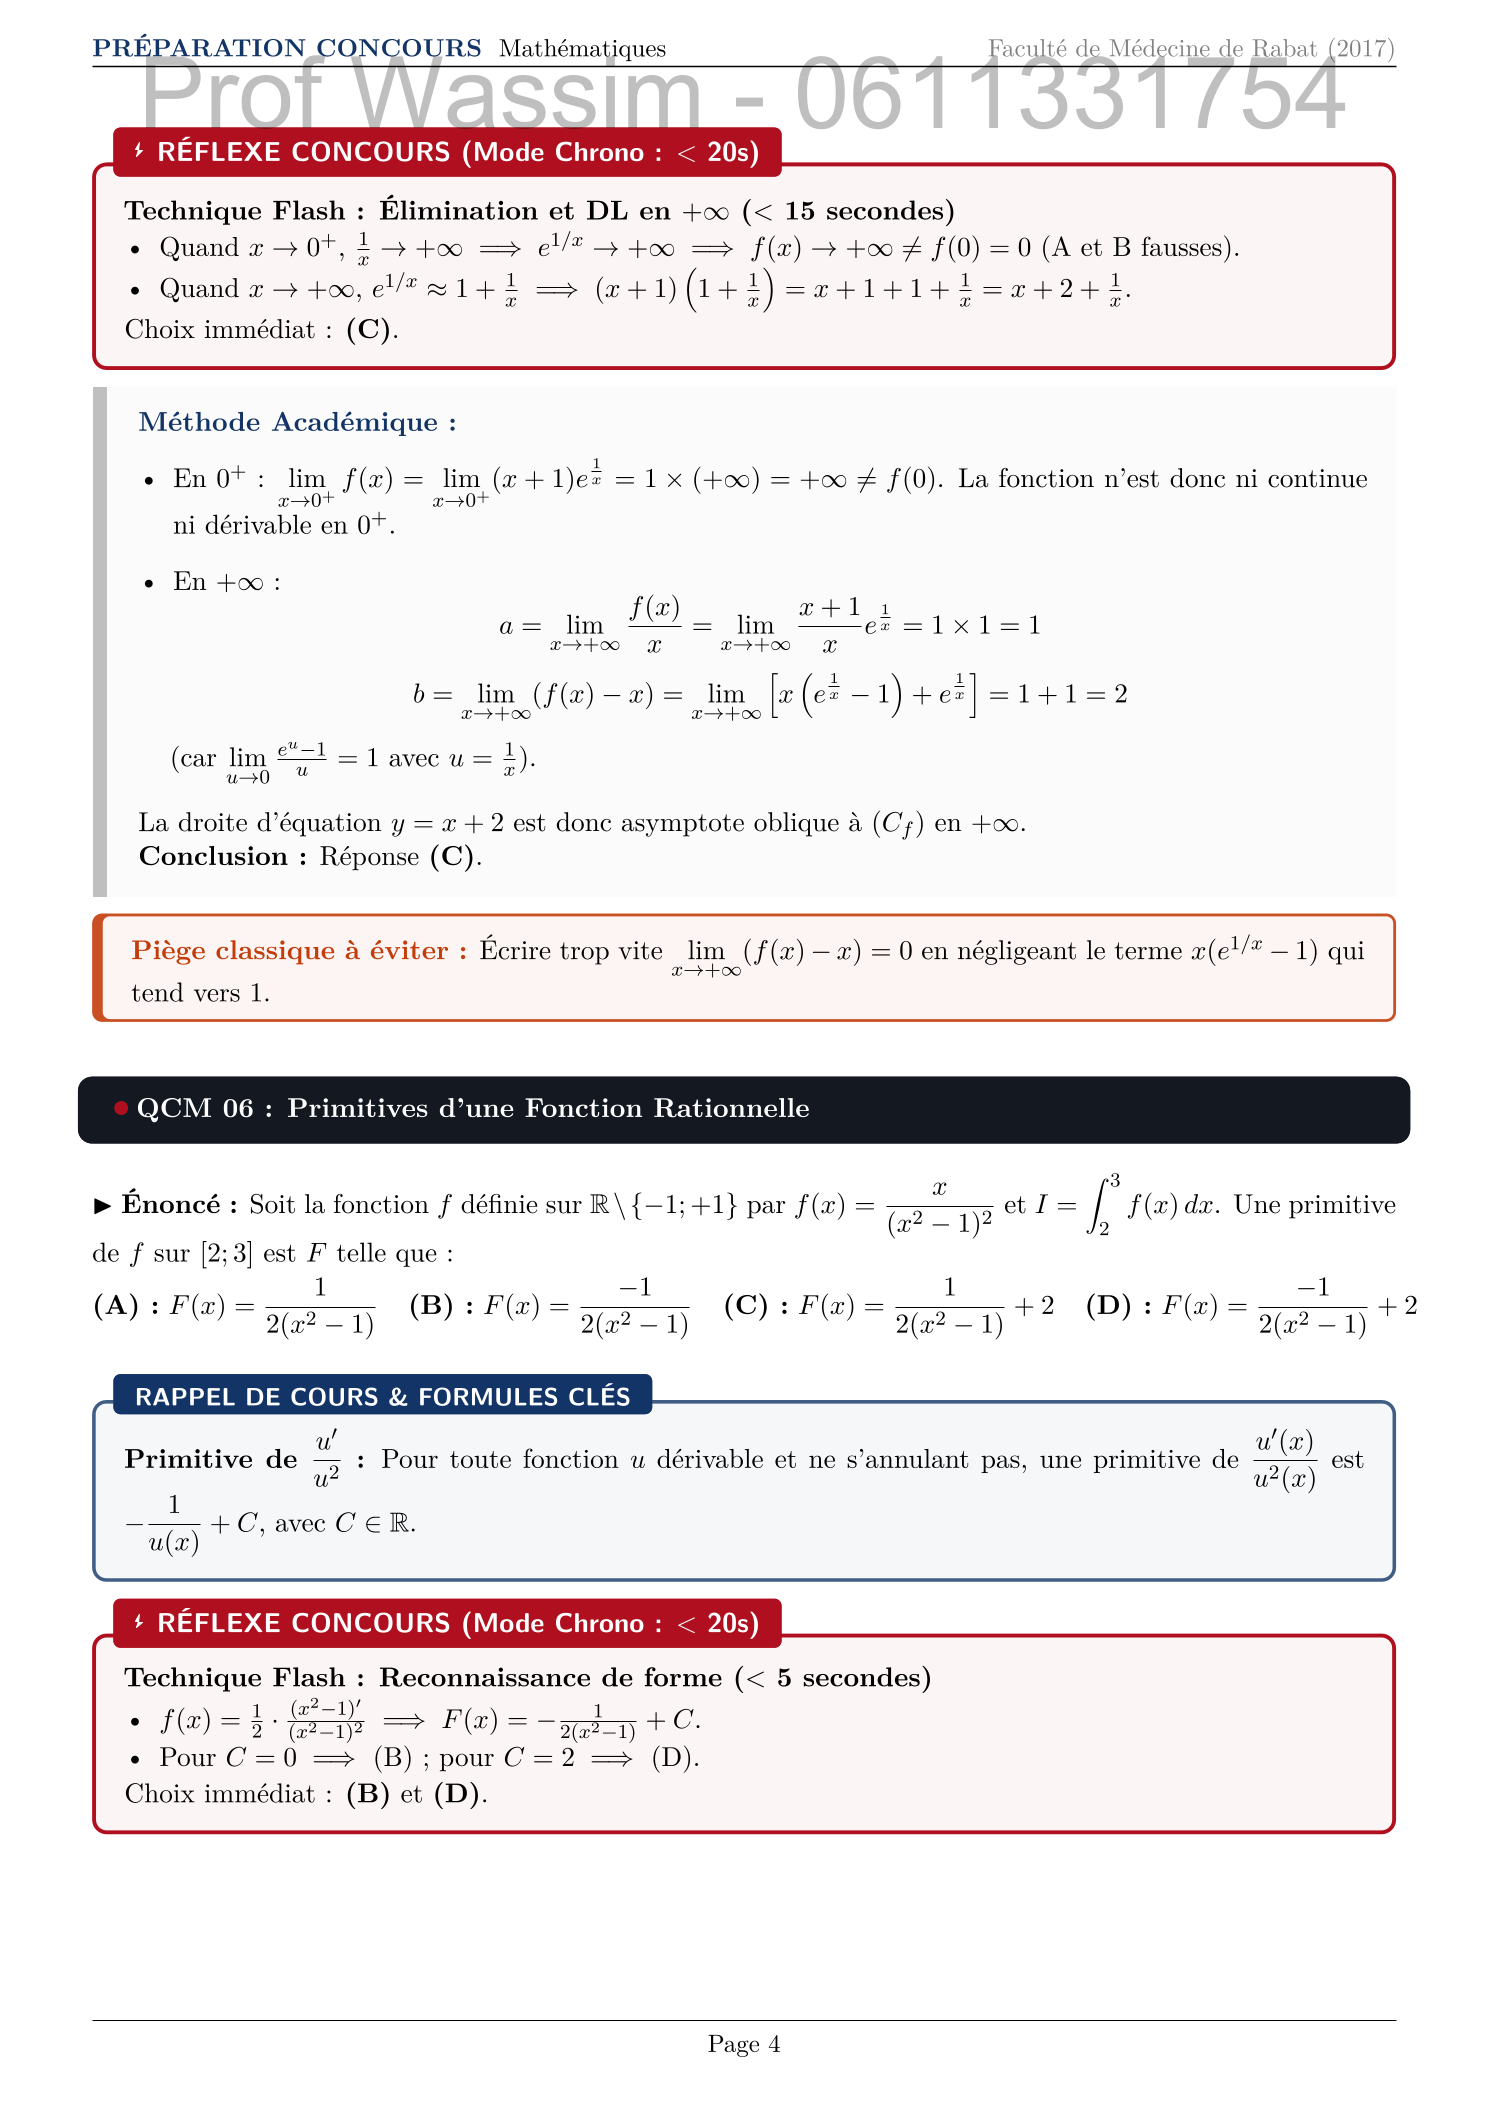 PRÉPARATION CONCOURS Mathématiques Faculté de Médecine de Rabat (2017)
Prof Wassim - 0611331754
RÉFLEXE CONCOURS (Mode Chrono : < 20s)
Technique Flash : Élimination et DL en +∞ (< 15 secondes)
• Quand x → 0⁺, 1/x → +∞ ⟹ e^{1/x} → +∞ ⟹ f(x) → +∞ ≠ f(0) = 0 (A et B fausses).
• Quand x → +∞, e^{1/x} ≈ 1 + 1/x ⟹ (x + 1)(1 + 1/x) = x + 1 + 1 + 1/x = x + 2 + 1/x.
Choix immédiat : (C).
Méthode Académique :
• En 0⁺ : lim_{x→0⁺} f(x) = lim_{x→0⁺} (x + 1)e^{1/x} = 1 × (+∞) = +∞ ≠ f(0). La fonction n'est donc ni continue
ni dérivable en 0⁺.
• En +∞ :
a = lim_{x→+∞} f(x)/x = lim_{x→+∞} (x + 1)/x e^{1/x} = 1 × 1 = 1
b = lim_{x→+∞} (f(x) − x) = lim_{x→+∞} [x(e^{1/x} − 1) + e^{1/x}] = 1 + 1 = 2
(car lim_{u→0} (e^u−1)/u = 1 avec u = 1/x).
La droite d'équation y = x + 2 est donc asymptote oblique à (C_f) en +∞.
Conclusion : Réponse (C).
Piège classique à éviter : Écrire trop vite lim_{x→+∞} (f(x) − x) = 0 en négligeant le terme x(e^{1/x} − 1) qui
tend vers 1.
• QCM 06 : Primitives d'une Fonction Rationnelle
▶ Énoncé : Soit la fonction f définie sur ℝ \ {−1; +1} par f(x) = x/(x² − 1)² et I = ∫_2^3 f(x) dx. Une primitive
de f sur [2; 3] est F telle que :
(A) : F(x) = 1/(2(x² − 1)) (B) : F(x) = −1/(2(x² − 1)) (C) : F(x) = 1/(2(x² − 1)) + 2 (D) : F(x) = −1/(2(x² − 1)) + 2
RAPPEL DE COURS & FORMULES CLÉS
Primitive de u′/u² : Pour toute fonction u dérivable et ne s'annulant pas, une primitive de u′(x)/u²(x) est
−1/u(x) + C, avec C ∈ ℝ.
RÉFLEXE CONCOURS (Mode Chrono : < 20s)
Technique Flash : Reconnaissance de forme (< 5 secondes)
• f(x) = 1/2 · (x²−1)′/(x²−1)² ⟹ F(x) = −1/(2(x²−1)) + C.
• Pour C = 0 ⟹ (B) ; pour C = 2 ⟹ (D).
Choix immédiat : (B) et (D).
Page 4